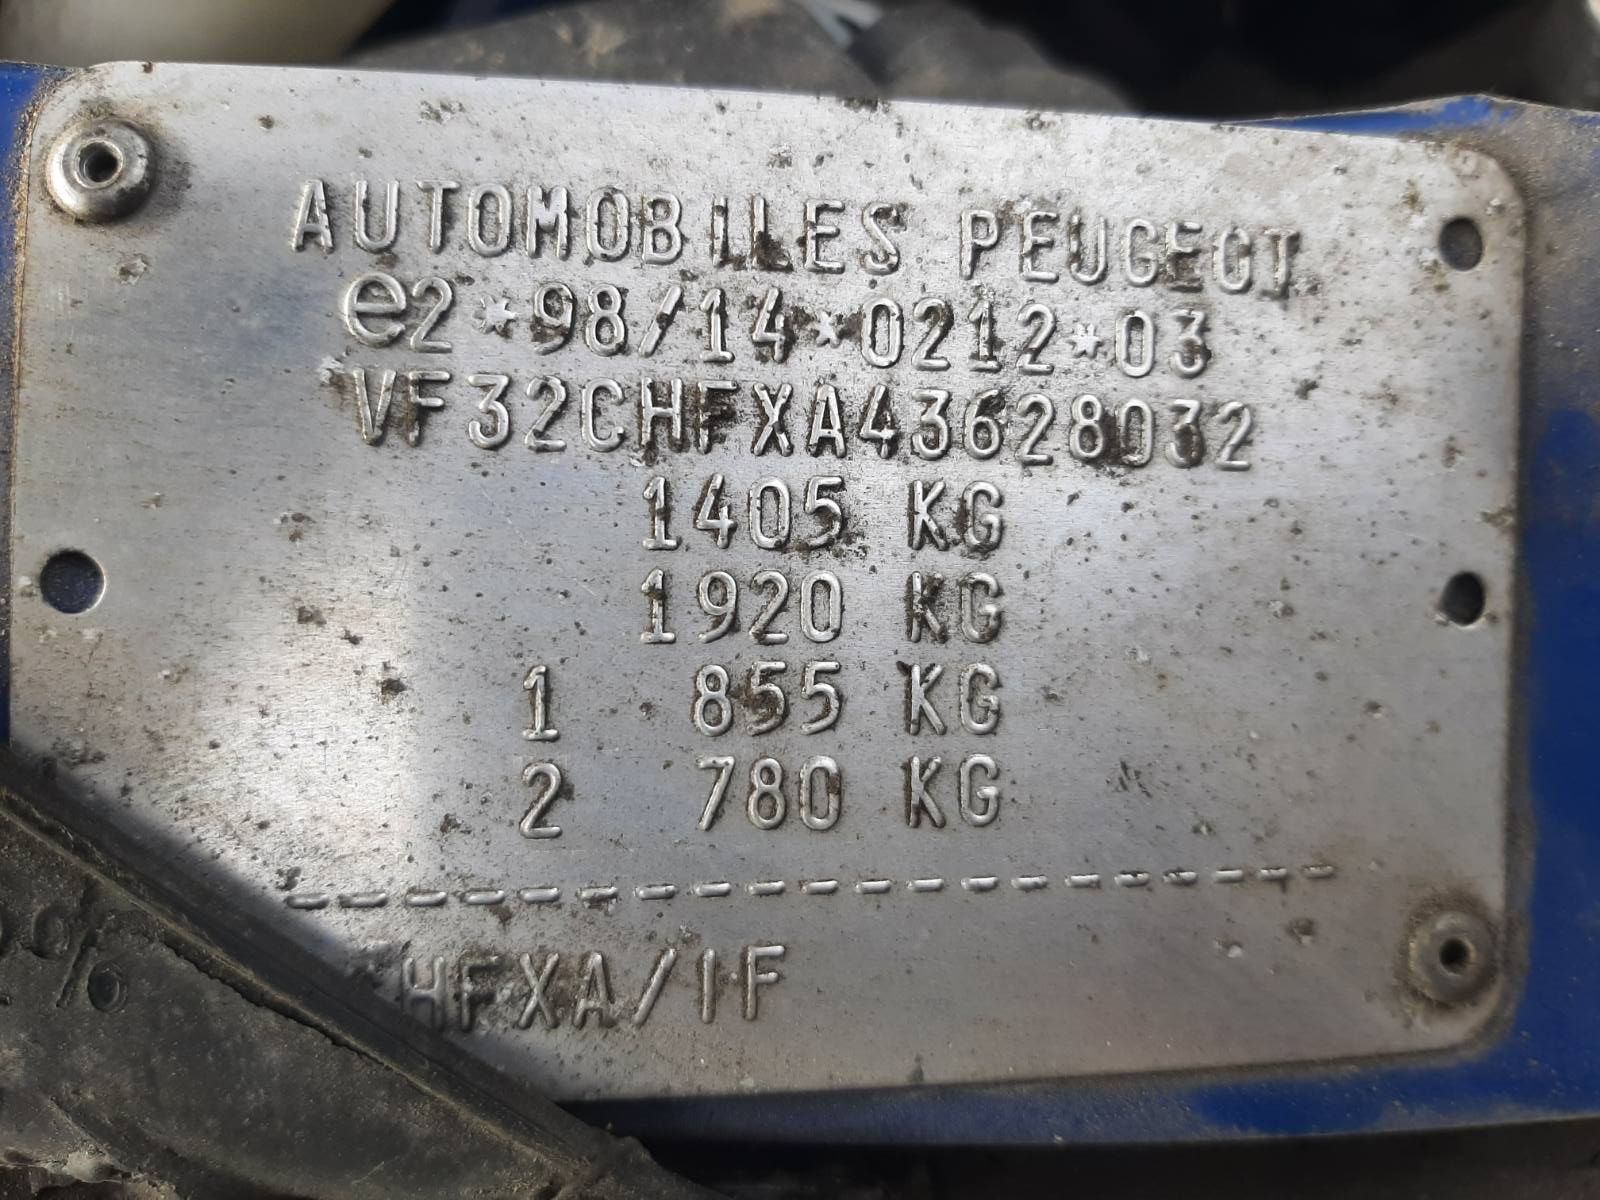 AUTOMOBILES PEUGEOT
e2*98/14*0212*03
VF32CHFXA43628032
1405 KG
1920 KG
1 855 KG
2 780 KG
-------------------------
CHFXA/IF